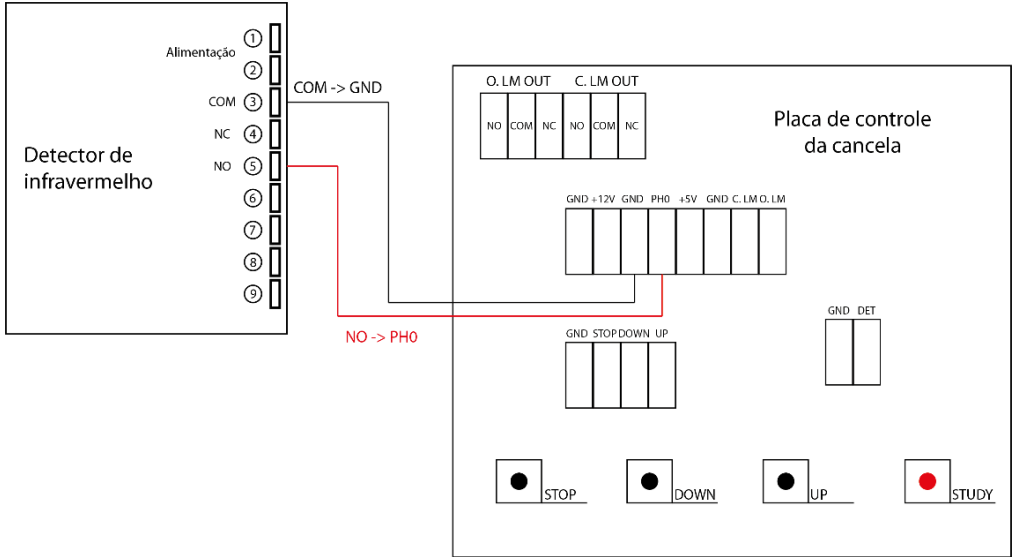 Detector de
infravermelho
Alimentação
1
2
COM 3
NC 4
NO 5
6
7
8
9
COM -> GND
NO -> PH0
Placa de controle
da cancela
O. LM OUT C. LM OUT
NO COM NC NO COM NC
GND +12V GND PH0 +5V GND C. LM O. LM
GND STOP DOWN UP
GND DET
STOP DOWN UP STUDY